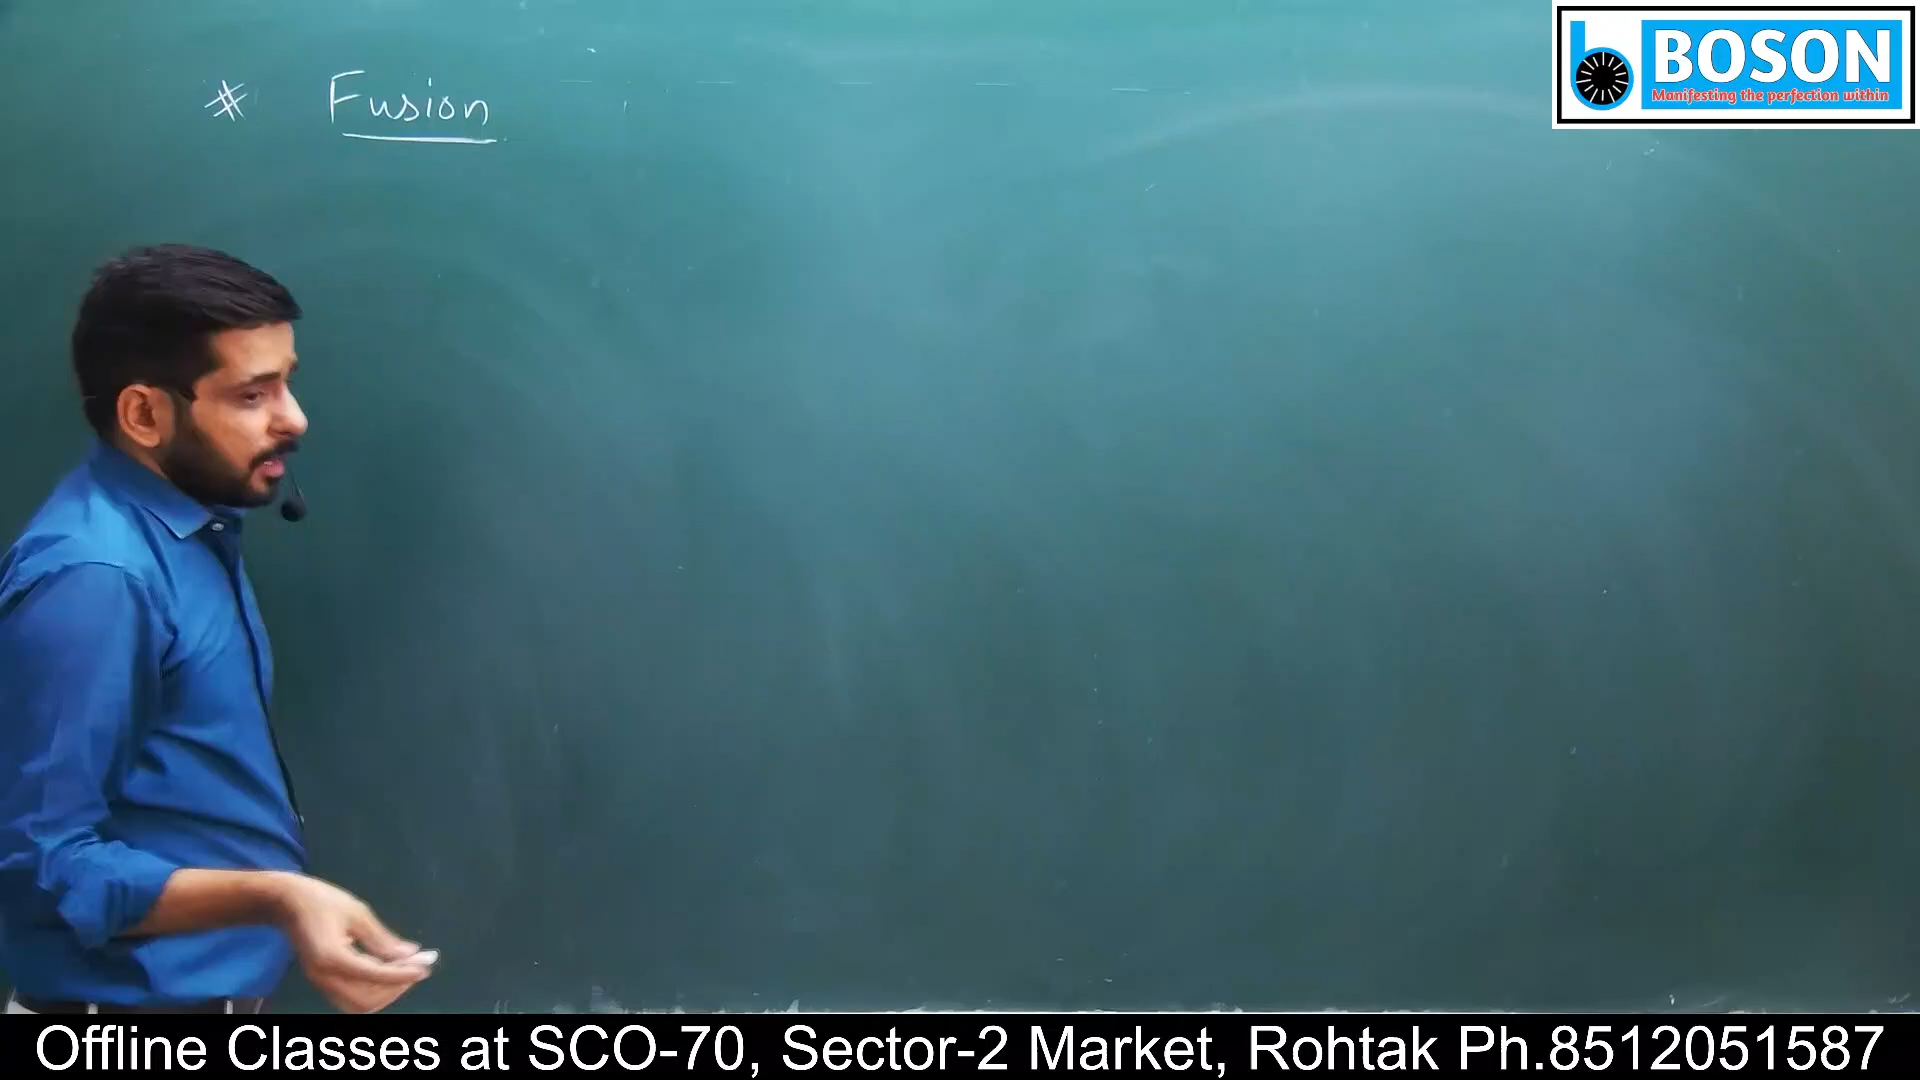 # Fusion
BOSON
Manifesting the perfection within
Offline Classes at SCO-70, Sector-2 Market, Rohtak Ph.8512051587